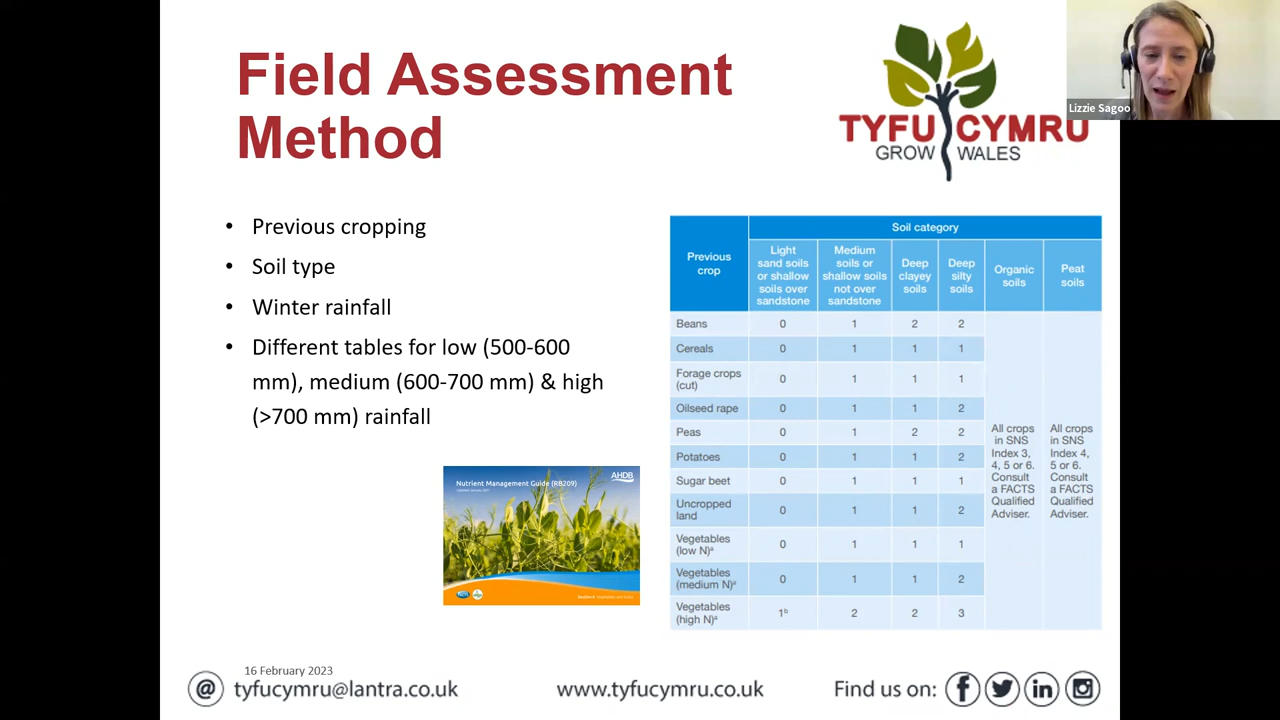 Field Assessment
Method
TYFU CYMRU
GROW WALES
Lizzie Sagoo
• Previous cropping
• Soil type
• Winter rainfall
• Different tables for low (500-600
mm), medium (600-700 mm) & high
(>700 mm) rainfall
Previous
crop
Soil category
Light
sand soils
or shallow
soils over
sandstone
Medium
soils or
shallow soils
not over
sandstone
Deep
clayey
soils
Deep
silty
soils
Organic
soils
Peat
soils
Beans 0 1 2 2
Cereals 0 1 1 1
Forage crops
(cut) 0 1 1 1
Oilseed rape 0 1 1 2
Peas 0 1 2 2
Potatoes 0 1 1 2
Sugar beet 0 1 1 1
Uncropped
land 0 1 1 2
Vegetables
(low N)ᵃ 0 1 1 1
Vegetables
(medium N)ᵃ 0 1 1 2
Vegetables
(high N)ᵃ 1ᵇ 2 2 3
All crops
in SNS
Index 3,
4, 5 or 6.
Consult
a FACTS
Qualified
Adviser.
All crops
in SNS
Index 4,
5 or 6.
Consult
a FACTS
Qualified
Adviser.
AHDB
Nutrient Management Guide (RB209)
16 February 2023
@ tyfucymru@lantra.co.uk
www.tyfucymru.co.uk
Find us on: